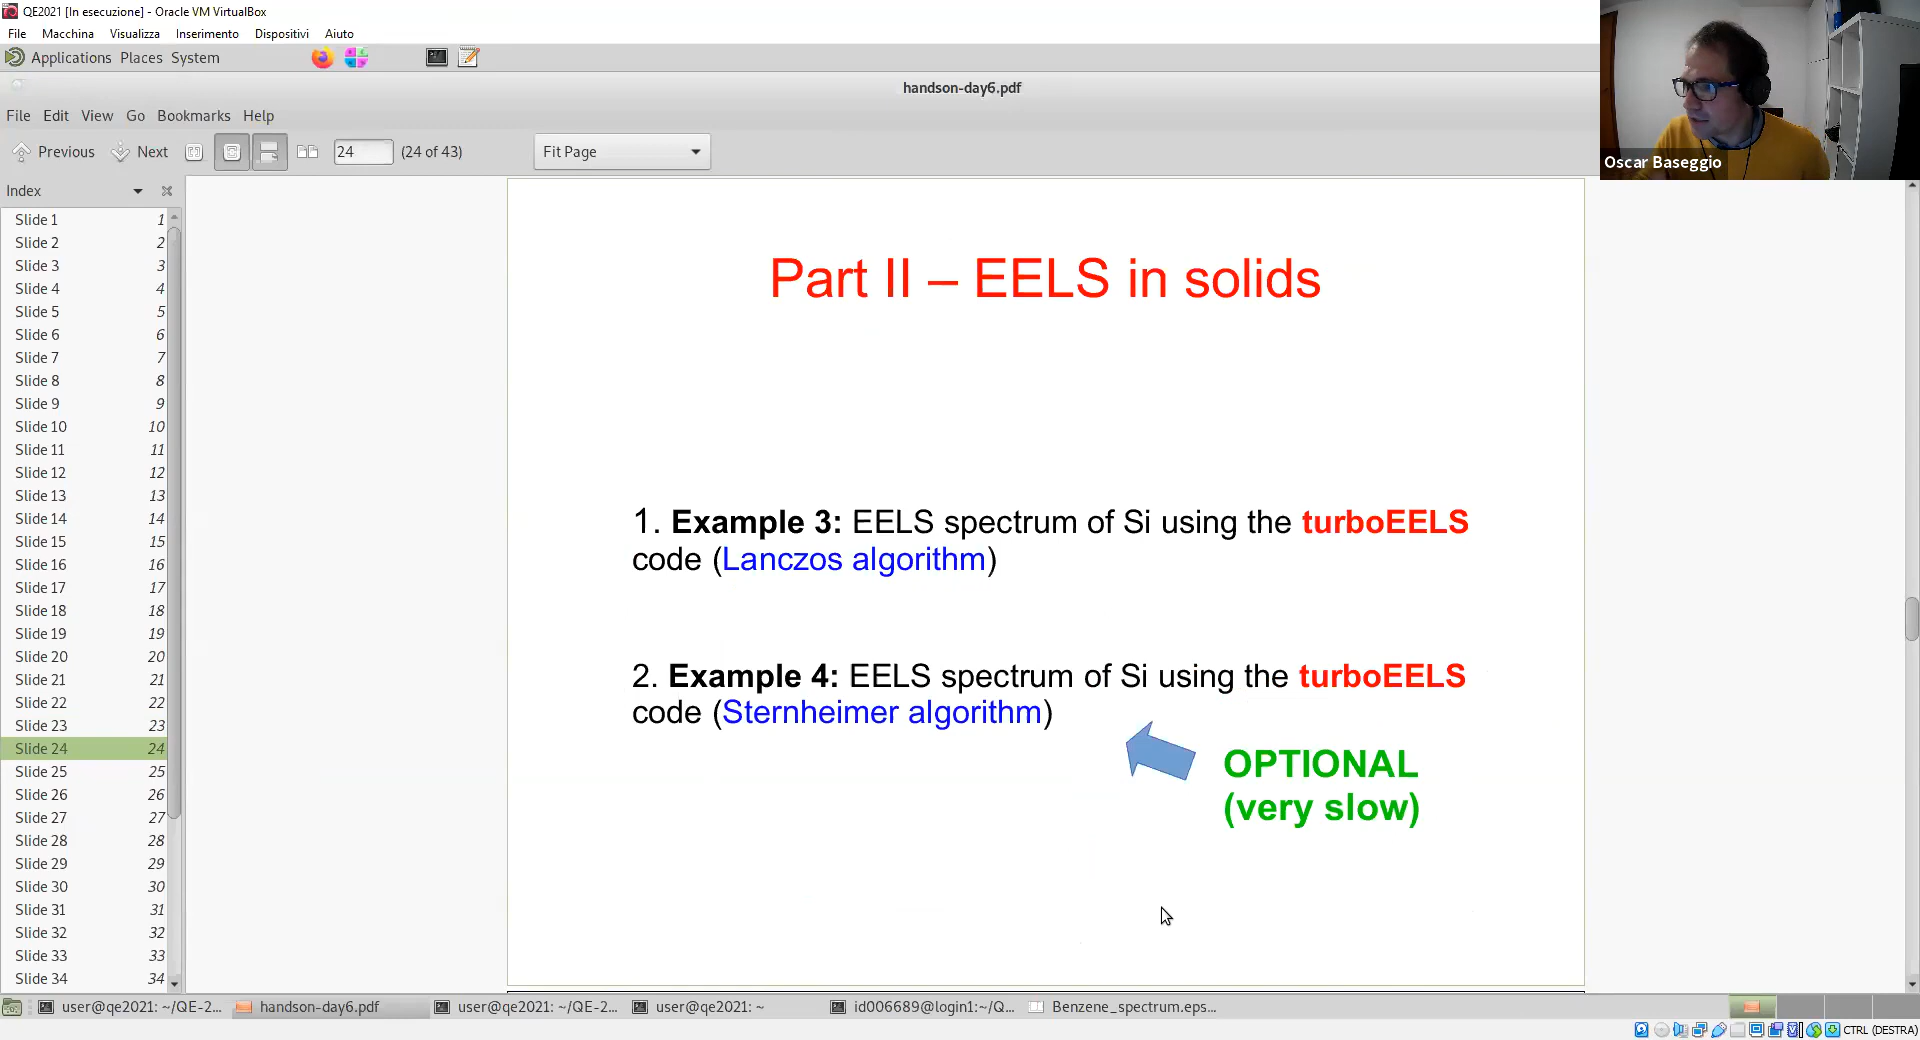 QE2021 [In esecuzione] - Oracle VM VirtualBox
File Macchina Visualizza Inserimento Dispositivi Aiuto
Applications Places System
handson-day6.pdf
File Edit View Go Bookmarks Help
Previous Next 24 (24 of 43) Fit Page
Oscar Baseggio
Index
Slide 1 1
Slide 2 2
Slide 3 3
Slide 4 4
Slide 5 5
Slide 6 6
Slide 7 7
Slide 8 8
Slide 9 9
Slide 10 10
Slide 11 11
Slide 12 12
Slide 13 13
Slide 14 14
Slide 15 15
Slide 16 16
Slide 17 17
Slide 18 18
Slide 19 19
Slide 20 20
Slide 21 21
Slide 22 22
Slide 23 23
Slide 24 24
Slide 25 25
Slide 26 26
Slide 27 27
Slide 28 28
Slide 29 29
Slide 30 30
Slide 31 31
Slide 32 32
Slide 33 33
Slide 34 34
Part II – EELS in solids
1. Example 3: EELS spectrum of Si using the turboEELS
code (Lanczos algorithm)
2. Example 4: EELS spectrum of Si using the turboEELS
code (Sternheimer algorithm)
OPTIONAL
(very slow)
user@qe2021: ~/QE-2... handson-day6.pdf user@qe2021: ~/QE-2... user@qe2021: ~ id006689@login1:~/Q... Benzene_spectrum.eps...
CTRL (DESTRA)